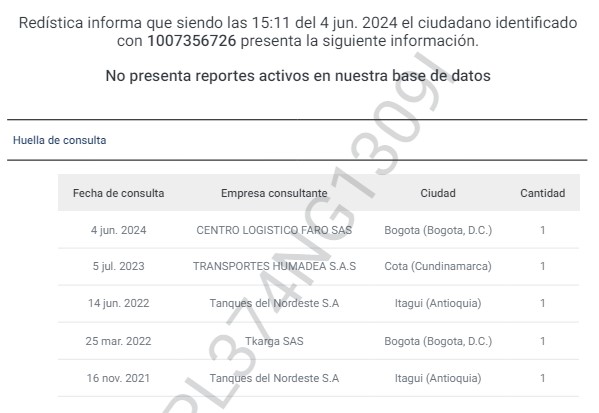 Redística informa que siendo las 15:11 del 4 jun. 2024 el ciudadano identificado
con 1007356726 presenta la siguiente información.
No presenta reportes activos en nuestra base de datos
Huella de consulta
Fecha de consulta Empresa consultante Ciudad Cantidad
4 jun. 2024 CENTRO LOGISTICO FARO SAS Bogota (Bogota, D.C.) 1
5 jul. 2023 TRANSPORTES HUMADEA S.A.S Cota (Cundinamarca) 1
14 jun. 2022 Tanques del Nordeste S.A Itagui (Antioquia) 1
25 mar. 2022 Tkarga SAS Bogota (Bogota, D.C.) 1
16 nov. 2021 Tanques del Nordeste S.A Itagui (Antioquia) 1